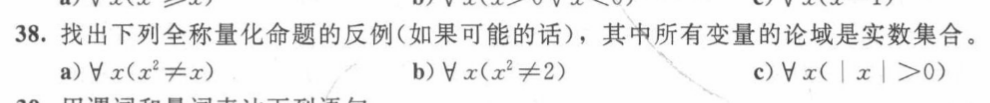 38. 找出下列全称量化命题的反例(如果可能的话)，其中所有变量的论域是实数集合。
a)∀x(x²≠x) b)∀x(x²≠2) c)∀x(|x|>0)